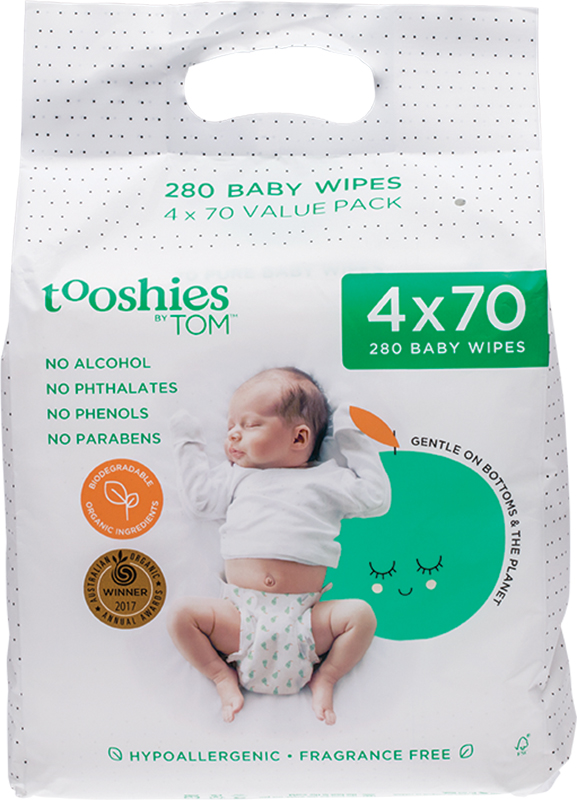 280 BABY WIPES
4 x 70 VALUE PACK
tooshies
BY TOM™
4x70
280 BABY WIPES
NO ALCOHOL
NO PHTHALATES
NO PHENOLS
NO PARABENS
GENTLE ON BOTTOMS & THE PLANET
BIODEGRADABLE
ORGANIC INGREDIENTS
AUSTRALIAN ORGANIC
WINNER
2017
ANNUAL AWARDS
HYPOALLERGENIC • FRAGRANCE FREE